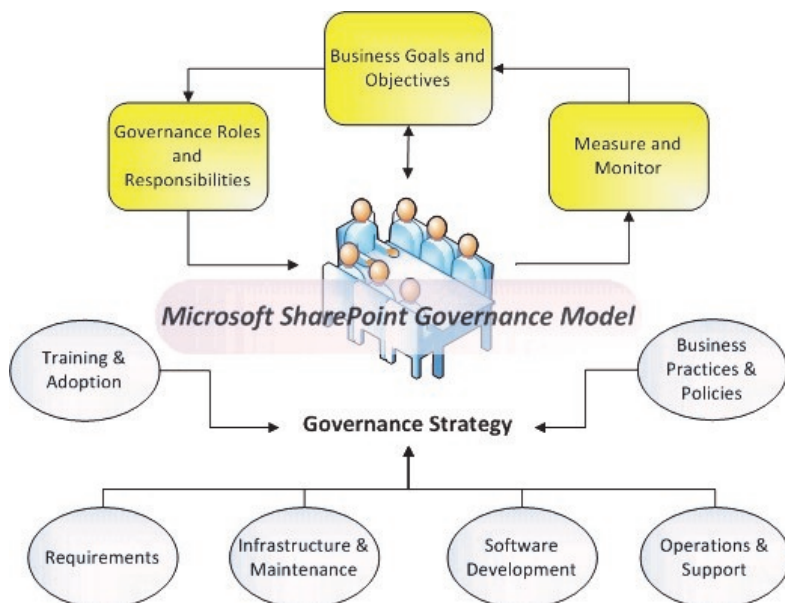 Business Goals and
Objectives
Governance Roles
and
Responsibilities
Measure and
Monitor
Microsoft SharePoint Governance Model
Training &
Adoption
Business
Practices &
Policies
Governance Strategy
Requirements
Infrastructure &
Maintenance
Software
Development
Operations &
Support